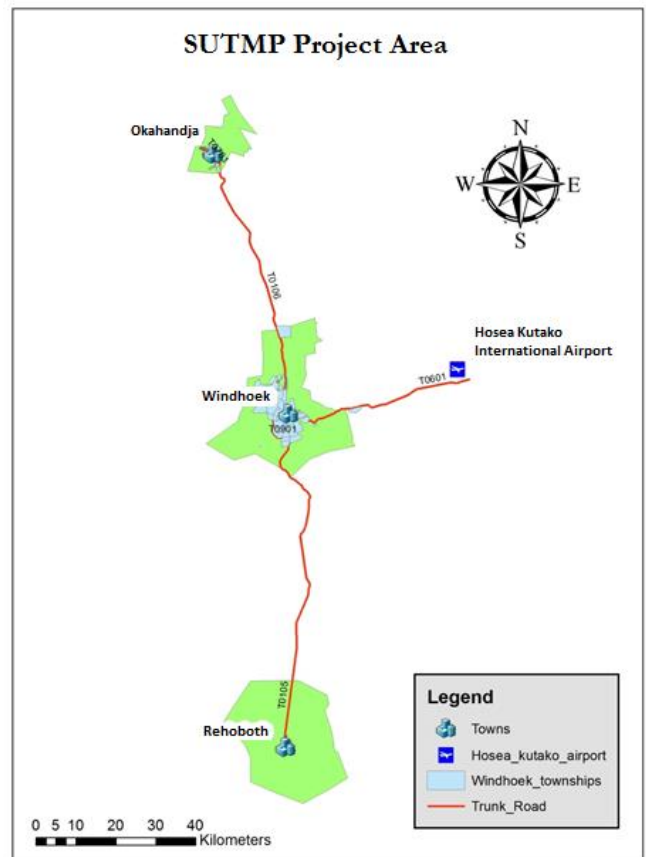 SUTMP Project Area
Okahandja
N
W
E
S
T0106
Hosea Kutako
International Airport
T0601
Windhoek
T0901
T0105
Rehoboth
Legend
Towns
Hosea_kutako_airport
Windhoek_townships
Trunk_Road
0 5 10 20 30 40
Kilometers